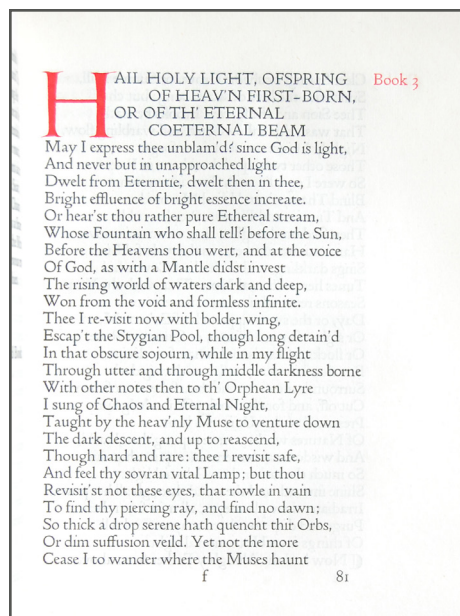 HAIL HOLY LIGHT, OFSPRING Book 3
OF HEAV'N FIRST-BORN,
OR OF TH' ETERNAL
COETERNAL BEAM
May I express thee unblam'd? since God is light,
And never but in unapproached light
Dwelt from Eternitie, dwelt then in thee,
Bright effluence of bright essence increate.
Or hear'st thou rather pure Ethereal stream,
Whose Fountain who shall tell? before the Sun,
Before the Heavens thou wert, and at the voice
Of God, as with a Mantle didst invest
The rising world of waters dark and deep,
Won from the void and formless infinite.
Thee I re-visit now with bolder wing,
Escap't the Stygian Pool, though long detain'd
In that obscure sojourn, while in my flight
Through utter and through middle darkness borne
With other notes then to th' Orphean Lyre
I sung of Chaos and Eternal Night,
Taught by the heav'nly Muse to venture down
The dark descent, and up to reascend,
Though hard and rare: thee I revisit safe,
And feel thy sovran vital Lamp; but thou
Revisit'st not these eyes, that rowle in vain
To find thy piercing ray, and find no dawn;
So thick a drop serene hath quencht thir Orbs,
Or dim suffusion veild. Yet not the more
Cease I to wander where the Muses haunt
f 81